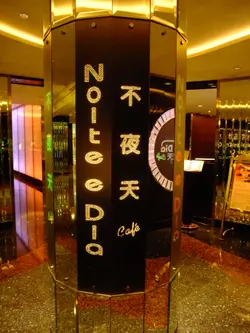 Noite e Dia
不夜天
Café